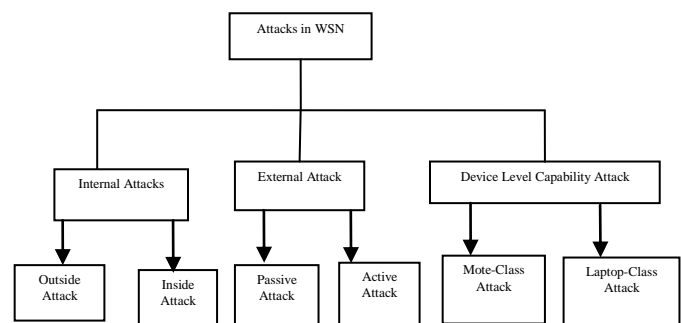 Attacks in WSN
Internal Attacks
External Attack
Device Level Capability Attack
Outside
Attack
Inside
Attack
Passive
Attack
Active
Attack
Mote-Class
Attack
Laptop-Class
Attack